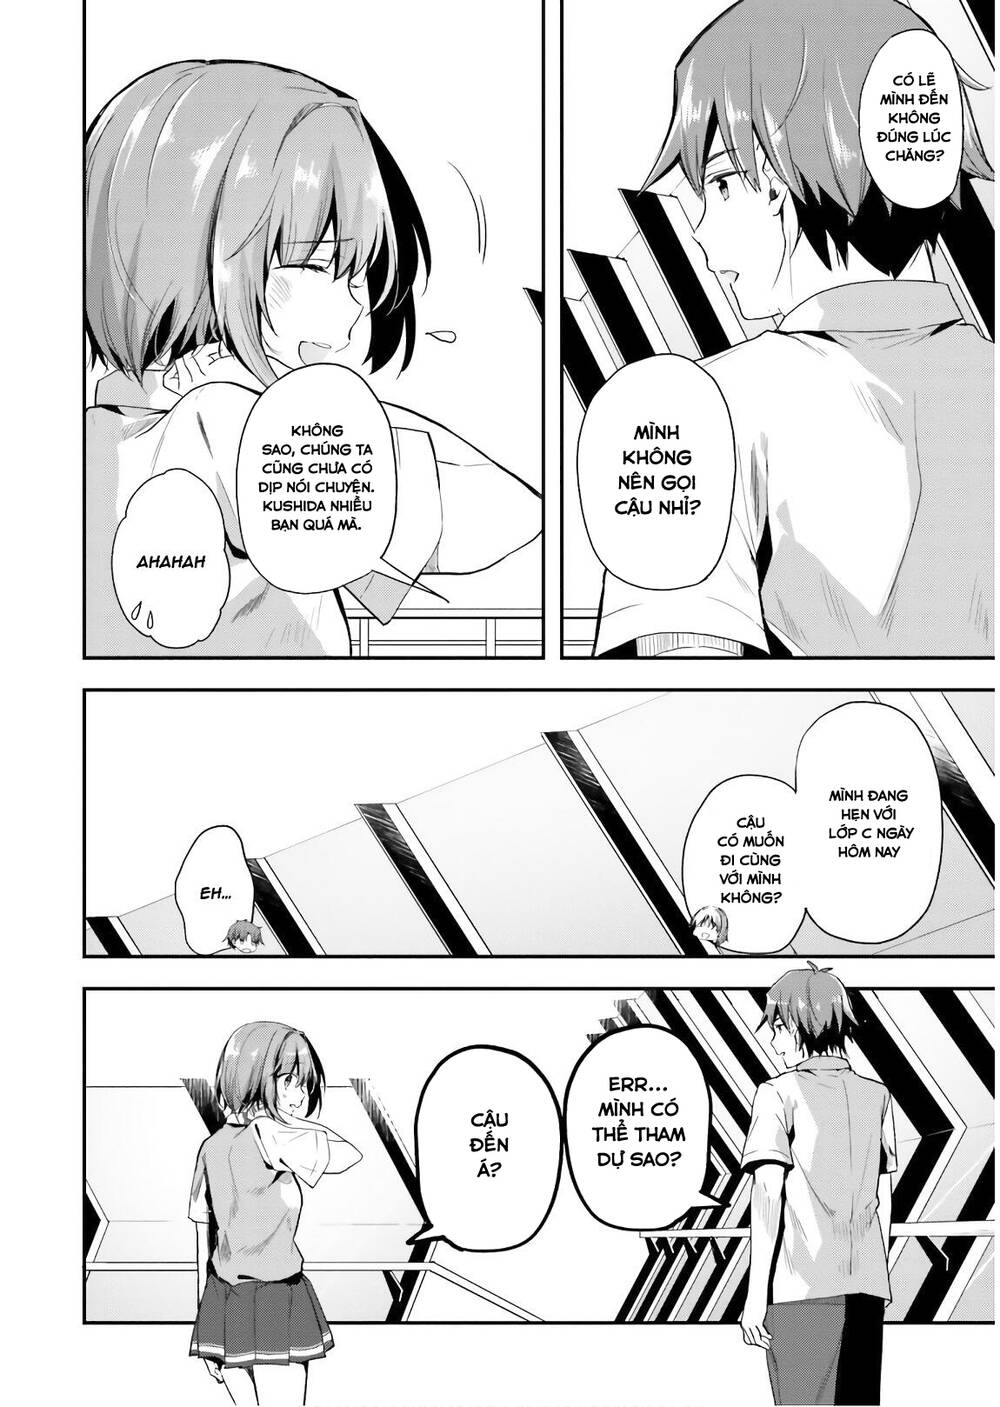 CÓ LẼ
MÌNH ĐẾN
KHÔNG
ĐÚNG LÚC
CHĂNG?
MÌNH
KHÔNG
NÊN GỌI
CẬU NHỈ?
KHÔNG
SAO, CHÚNG TA
CŨNG CHƯA CÓ
DỊP NÓI CHUYỆN.
KUSHIDA NHIỀU
BẠN QUÁ MÀ.
AHAHAH
MÌNH ĐANG
HẸN VỚI
LỚP C NGÀY
HÔM NAY
CẬU
CÓ MUỐN
ĐI CÙNG
VỚI MÌNH
KHÔNG?
EH...
ERR...
MÌNH CÓ
THỂ THAM
DỰ SAO?
CẬU
ĐẾN
Á?